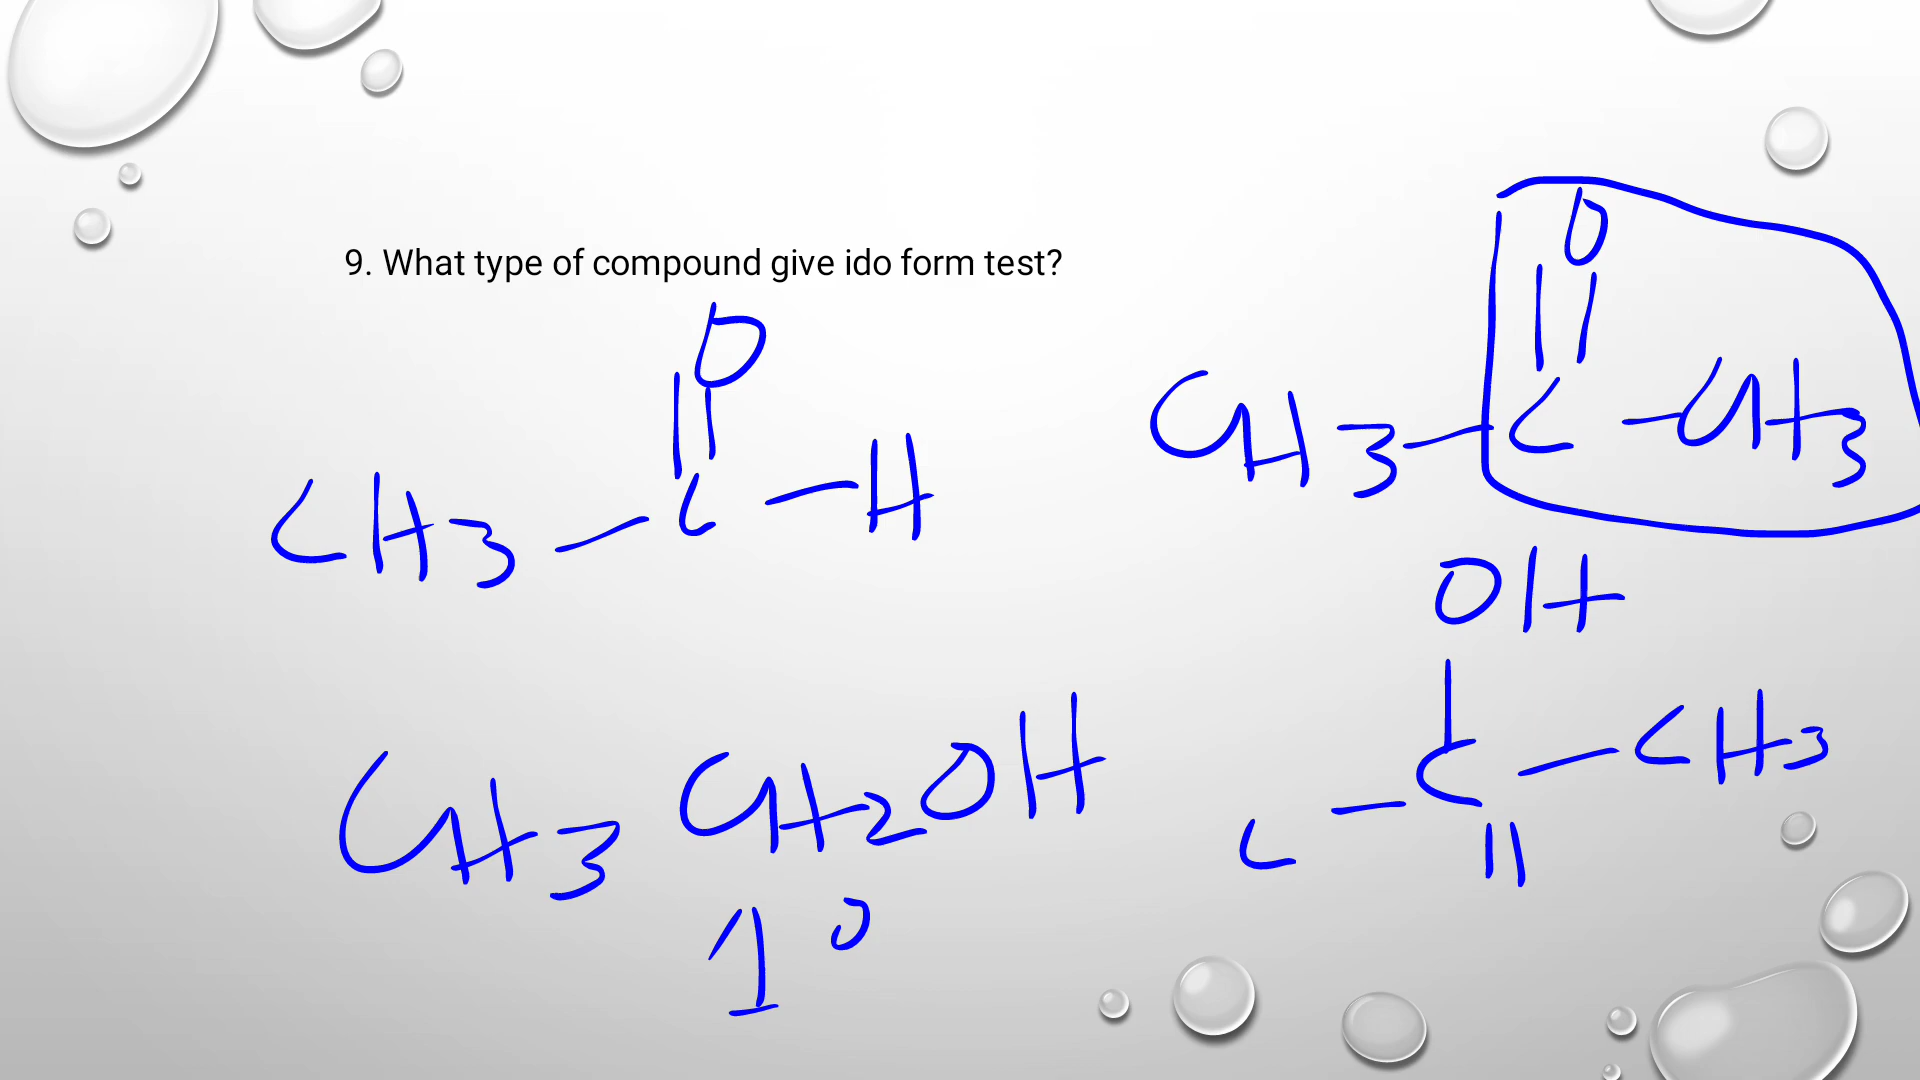 9. What type of compound give ido form test?
O
||
CH3 — C — H
O
||
CH3 — C — CH3
OH
|
C — C — CH3
||
CH3 CH2OH
1°